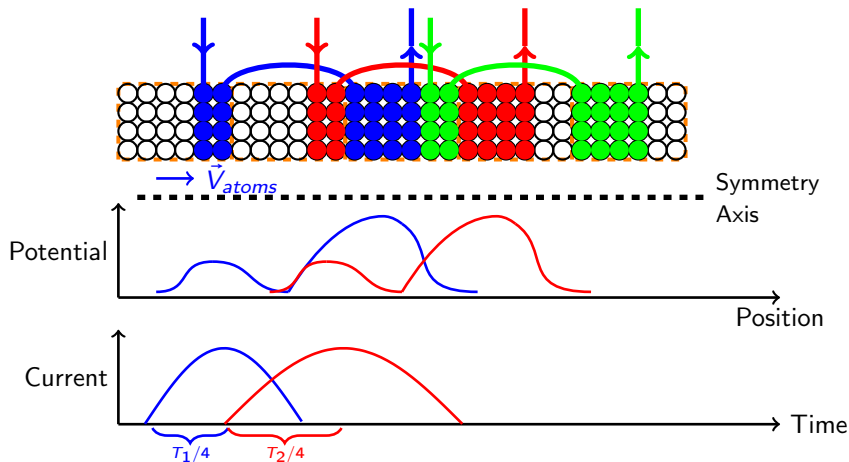 V⃗atoms
Symmetry
Axis
Potential
Position
Current
Time
T1/4
T2/4